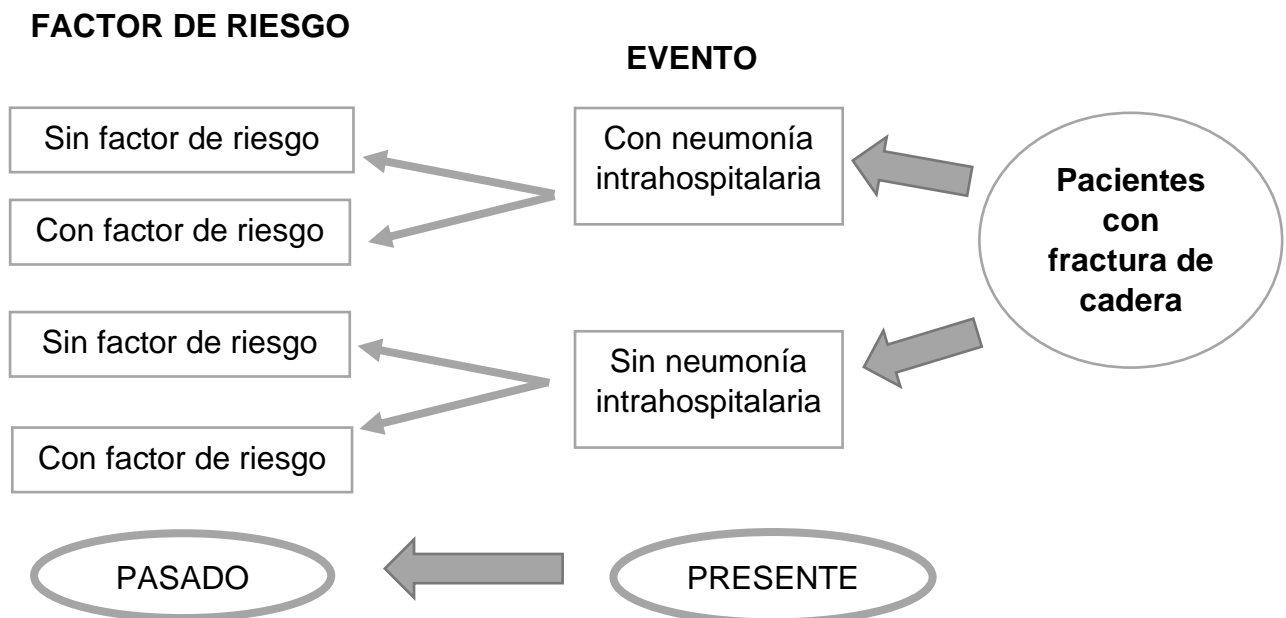 FACTOR DE RIESGO
EVENTO
Sin factor de riesgo
Con factor de riesgo
Con neumonía
intrahospitalaria
Pacientes
con
fractura de
cadera
Sin factor de riesgo
Con factor de riesgo
Sin neumonía
intrahospitalaria
PASADO
PRESENTE